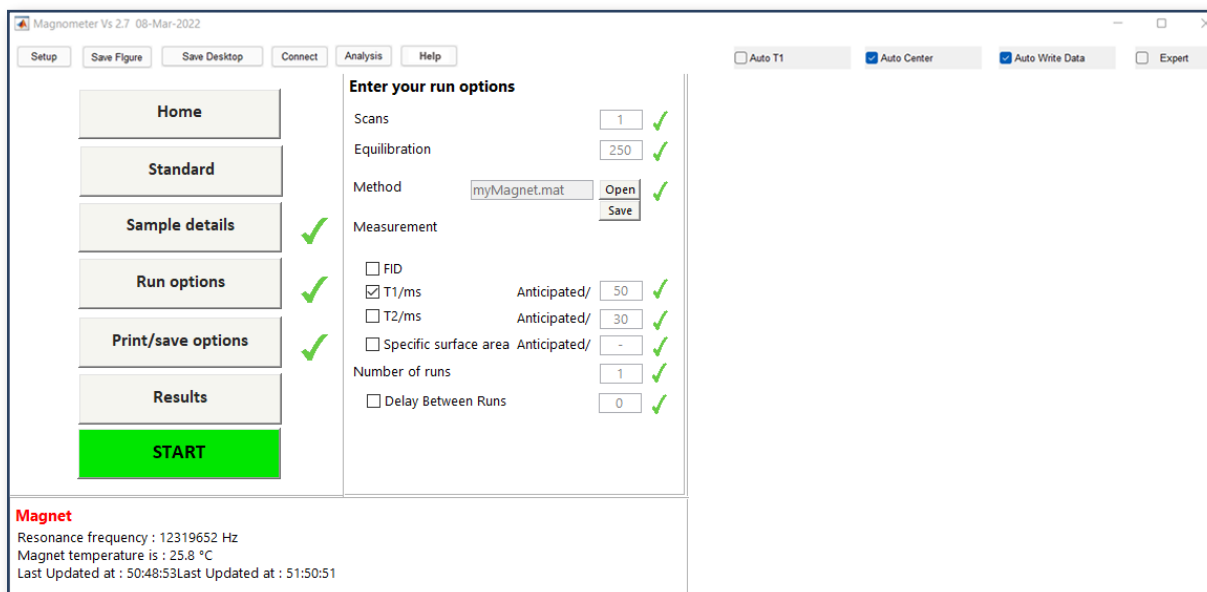 Magnometer Vs 2.7 08-Mar-2022
Setup Save FIgure Save Desktop Connect Analysis Help Auto T1 Auto Center Auto Write Data Expert
Home
Standard
Sample details
Run options
Print/save options
Results
START
Enter your run options
Scans 1
Equilibration 250
Method myMagnet.mat Open
Save
Measurement
FID
T1/ms Anticipated/ 50
T2/ms Anticipated/ 30
Specific surface area Anticipated/ -
Number of runs 1
Delay Between Runs 0
Magnet
Resonance frequency : 12319652 Hz
Magnet temperature is : 25.8 °C
Last Updated at : 50:48:53Last Updated at : 51:50:51